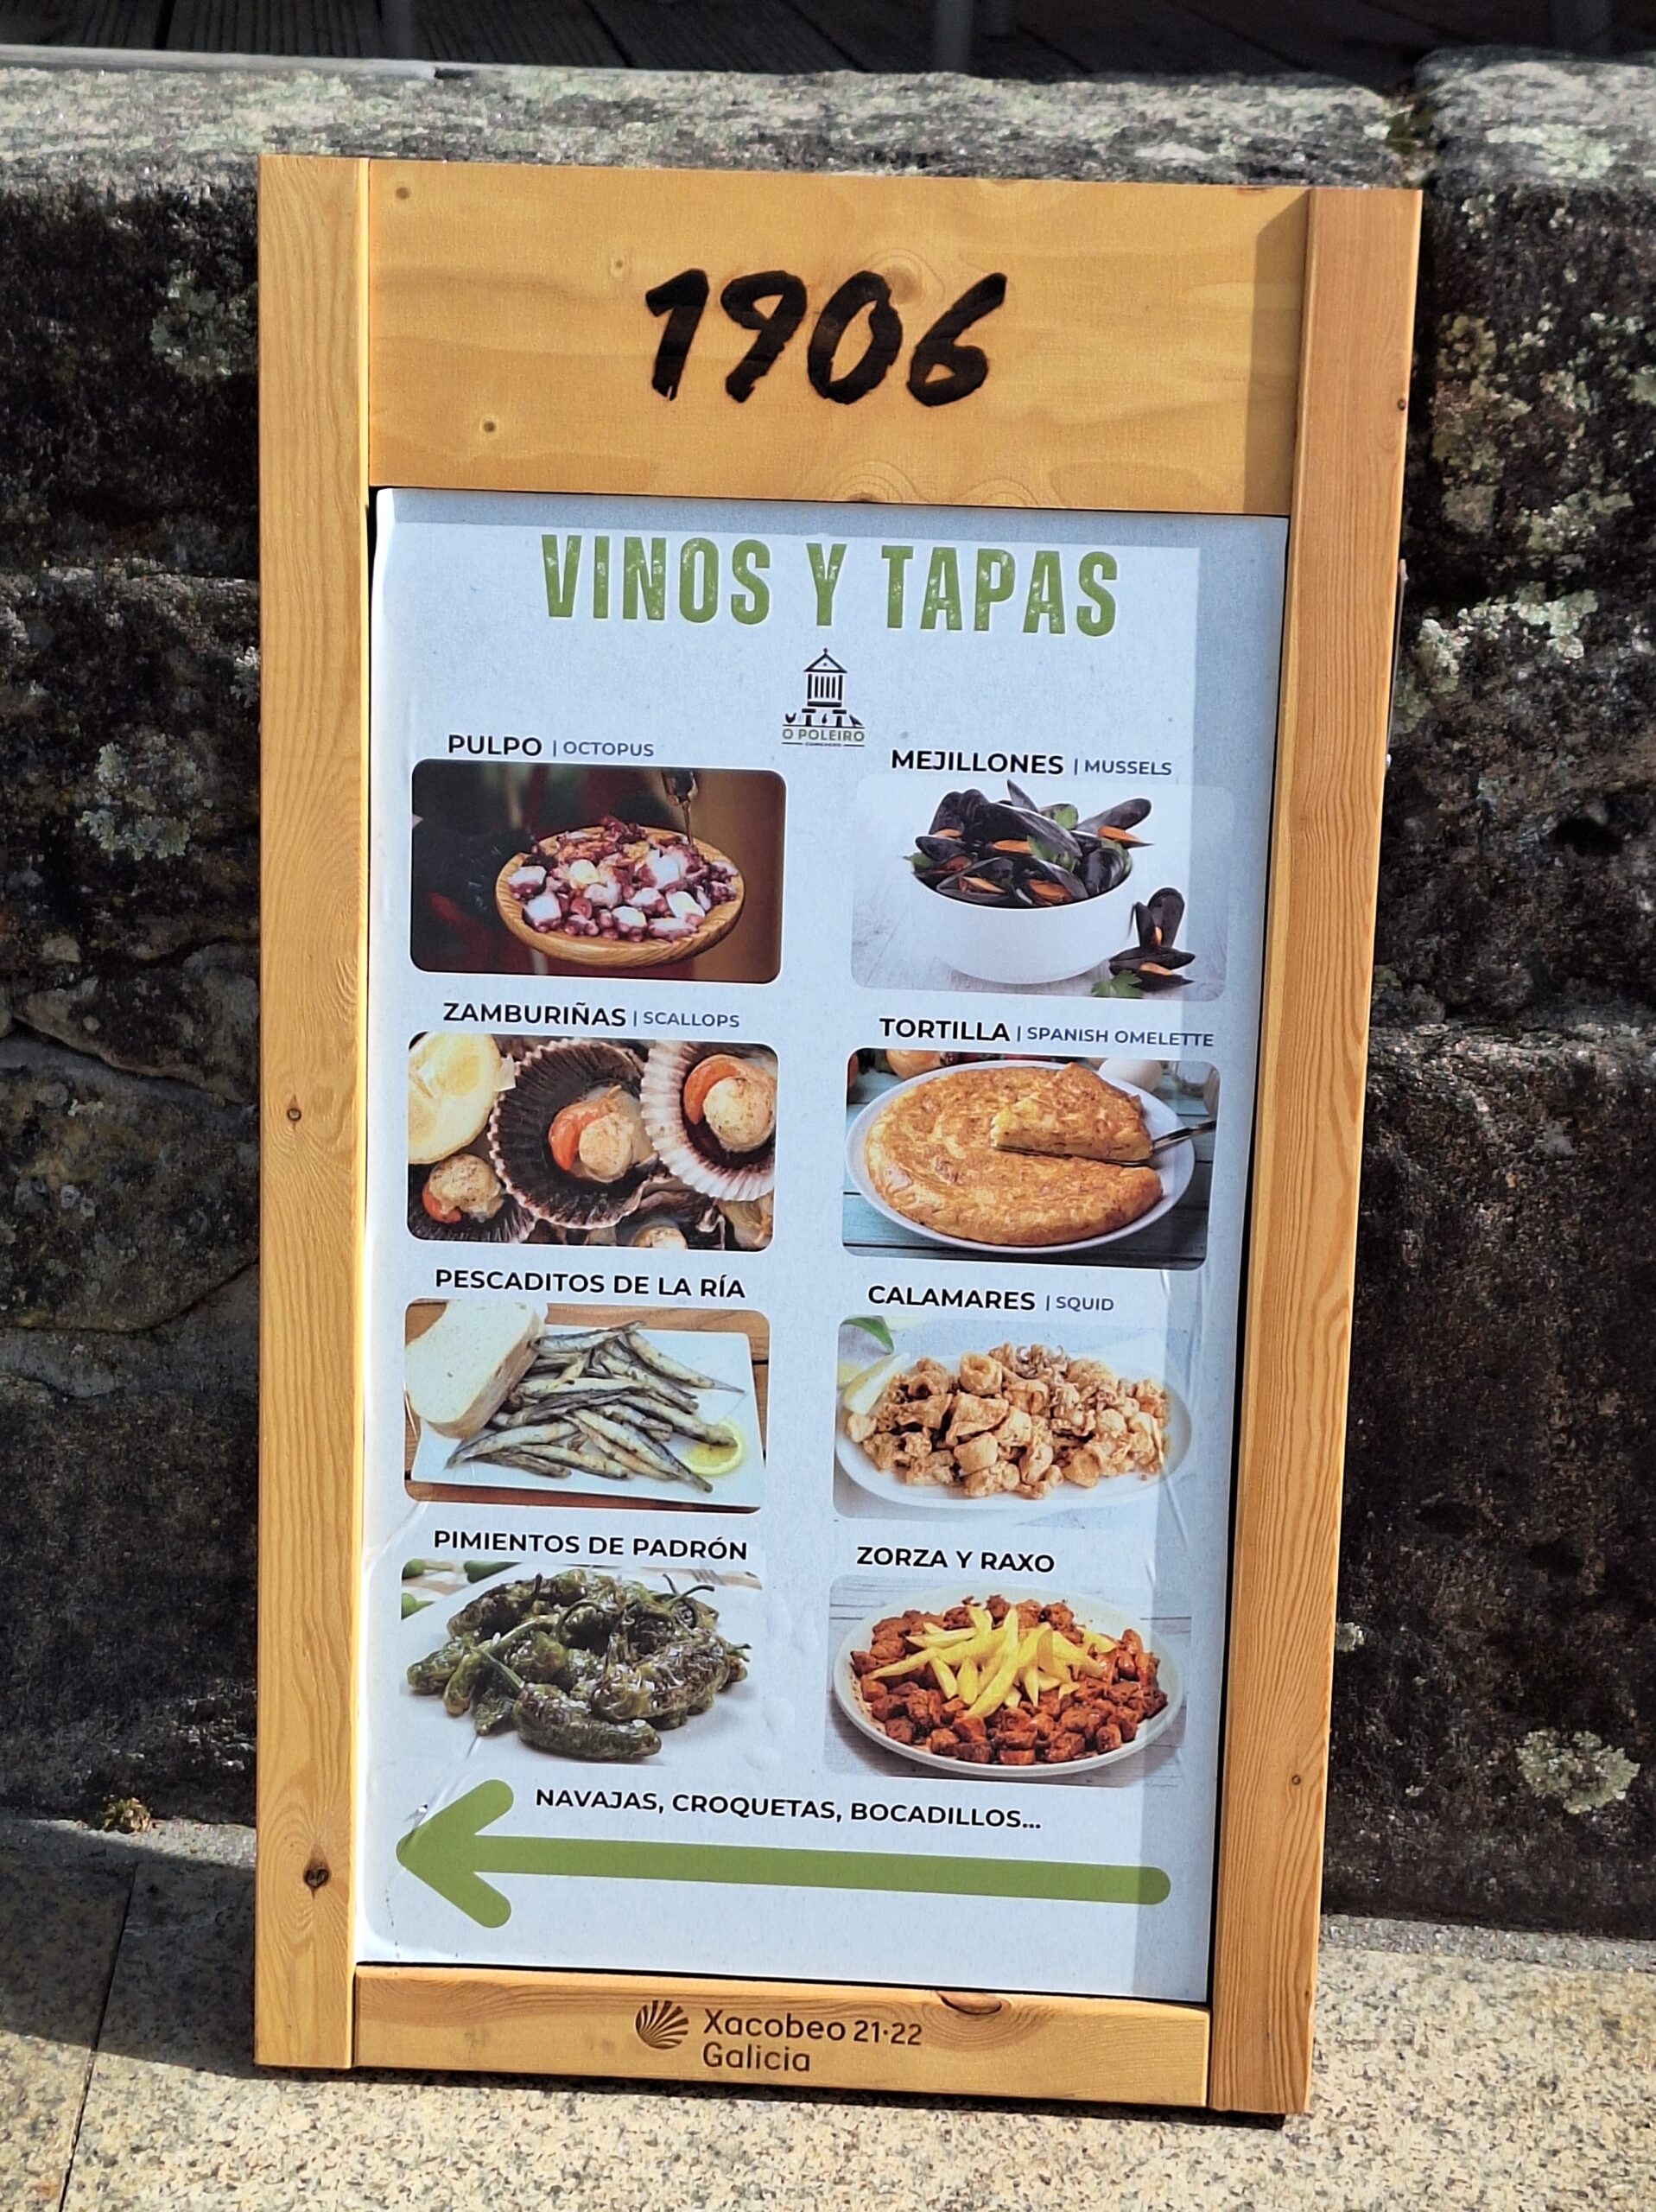 1906
VINOS Y TAPAS
O POLEIRO
PULPO | OCTOPUS
MEJILLONES | MUSSELS
ZAMBURIÑAS | SCALLOPS
TORTILLA | SPANISH OMELETTE
PESCADITOS DE LA RÍA
CALAMARES | SQUID
PIMIENTOS DE PADRÓN
ZORZA Y RAXO
NAVAJAS, CROQUETAS, BOCADILLOS...
Xacobeo 21·22
Galicia